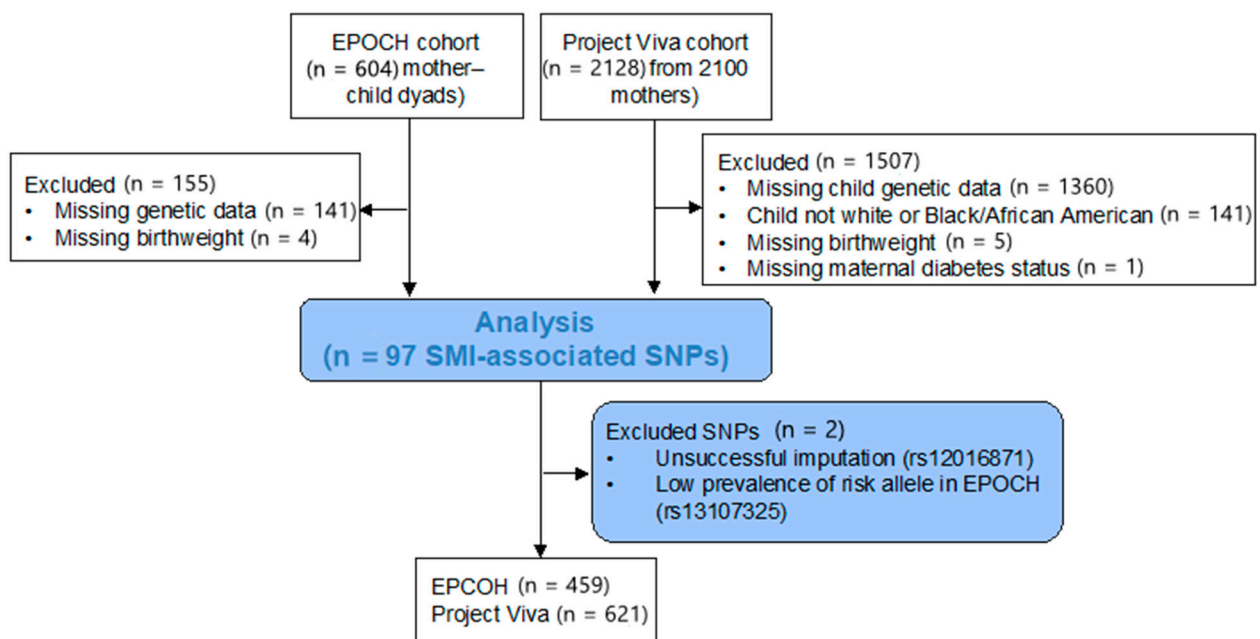 EPOCH cohort
(n = 604) mother–
child dyads)
Project Viva cohort
(n = 2128) from 2100
mothers)
Excluded (n = 155)
• Missing genetic data (n = 141)
• Missing birthweight (n = 4)
Excluded (n = 1507)
• Missing child genetic data (n = 1360)
• Child not white or Black/African American (n = 141)
• Missing birthweight (n = 5)
• Missing maternal diabetes status (n = 1)
Analysis
(n = 97 SMI-associated SNPs)
Excluded SNPs (n = 2)
• Unsuccessful imputation (rs12016871)
• Low prevalence of risk allele in EPOCH
(rs13107325)
EPCOH (n = 459)
Project Viva (n = 621)